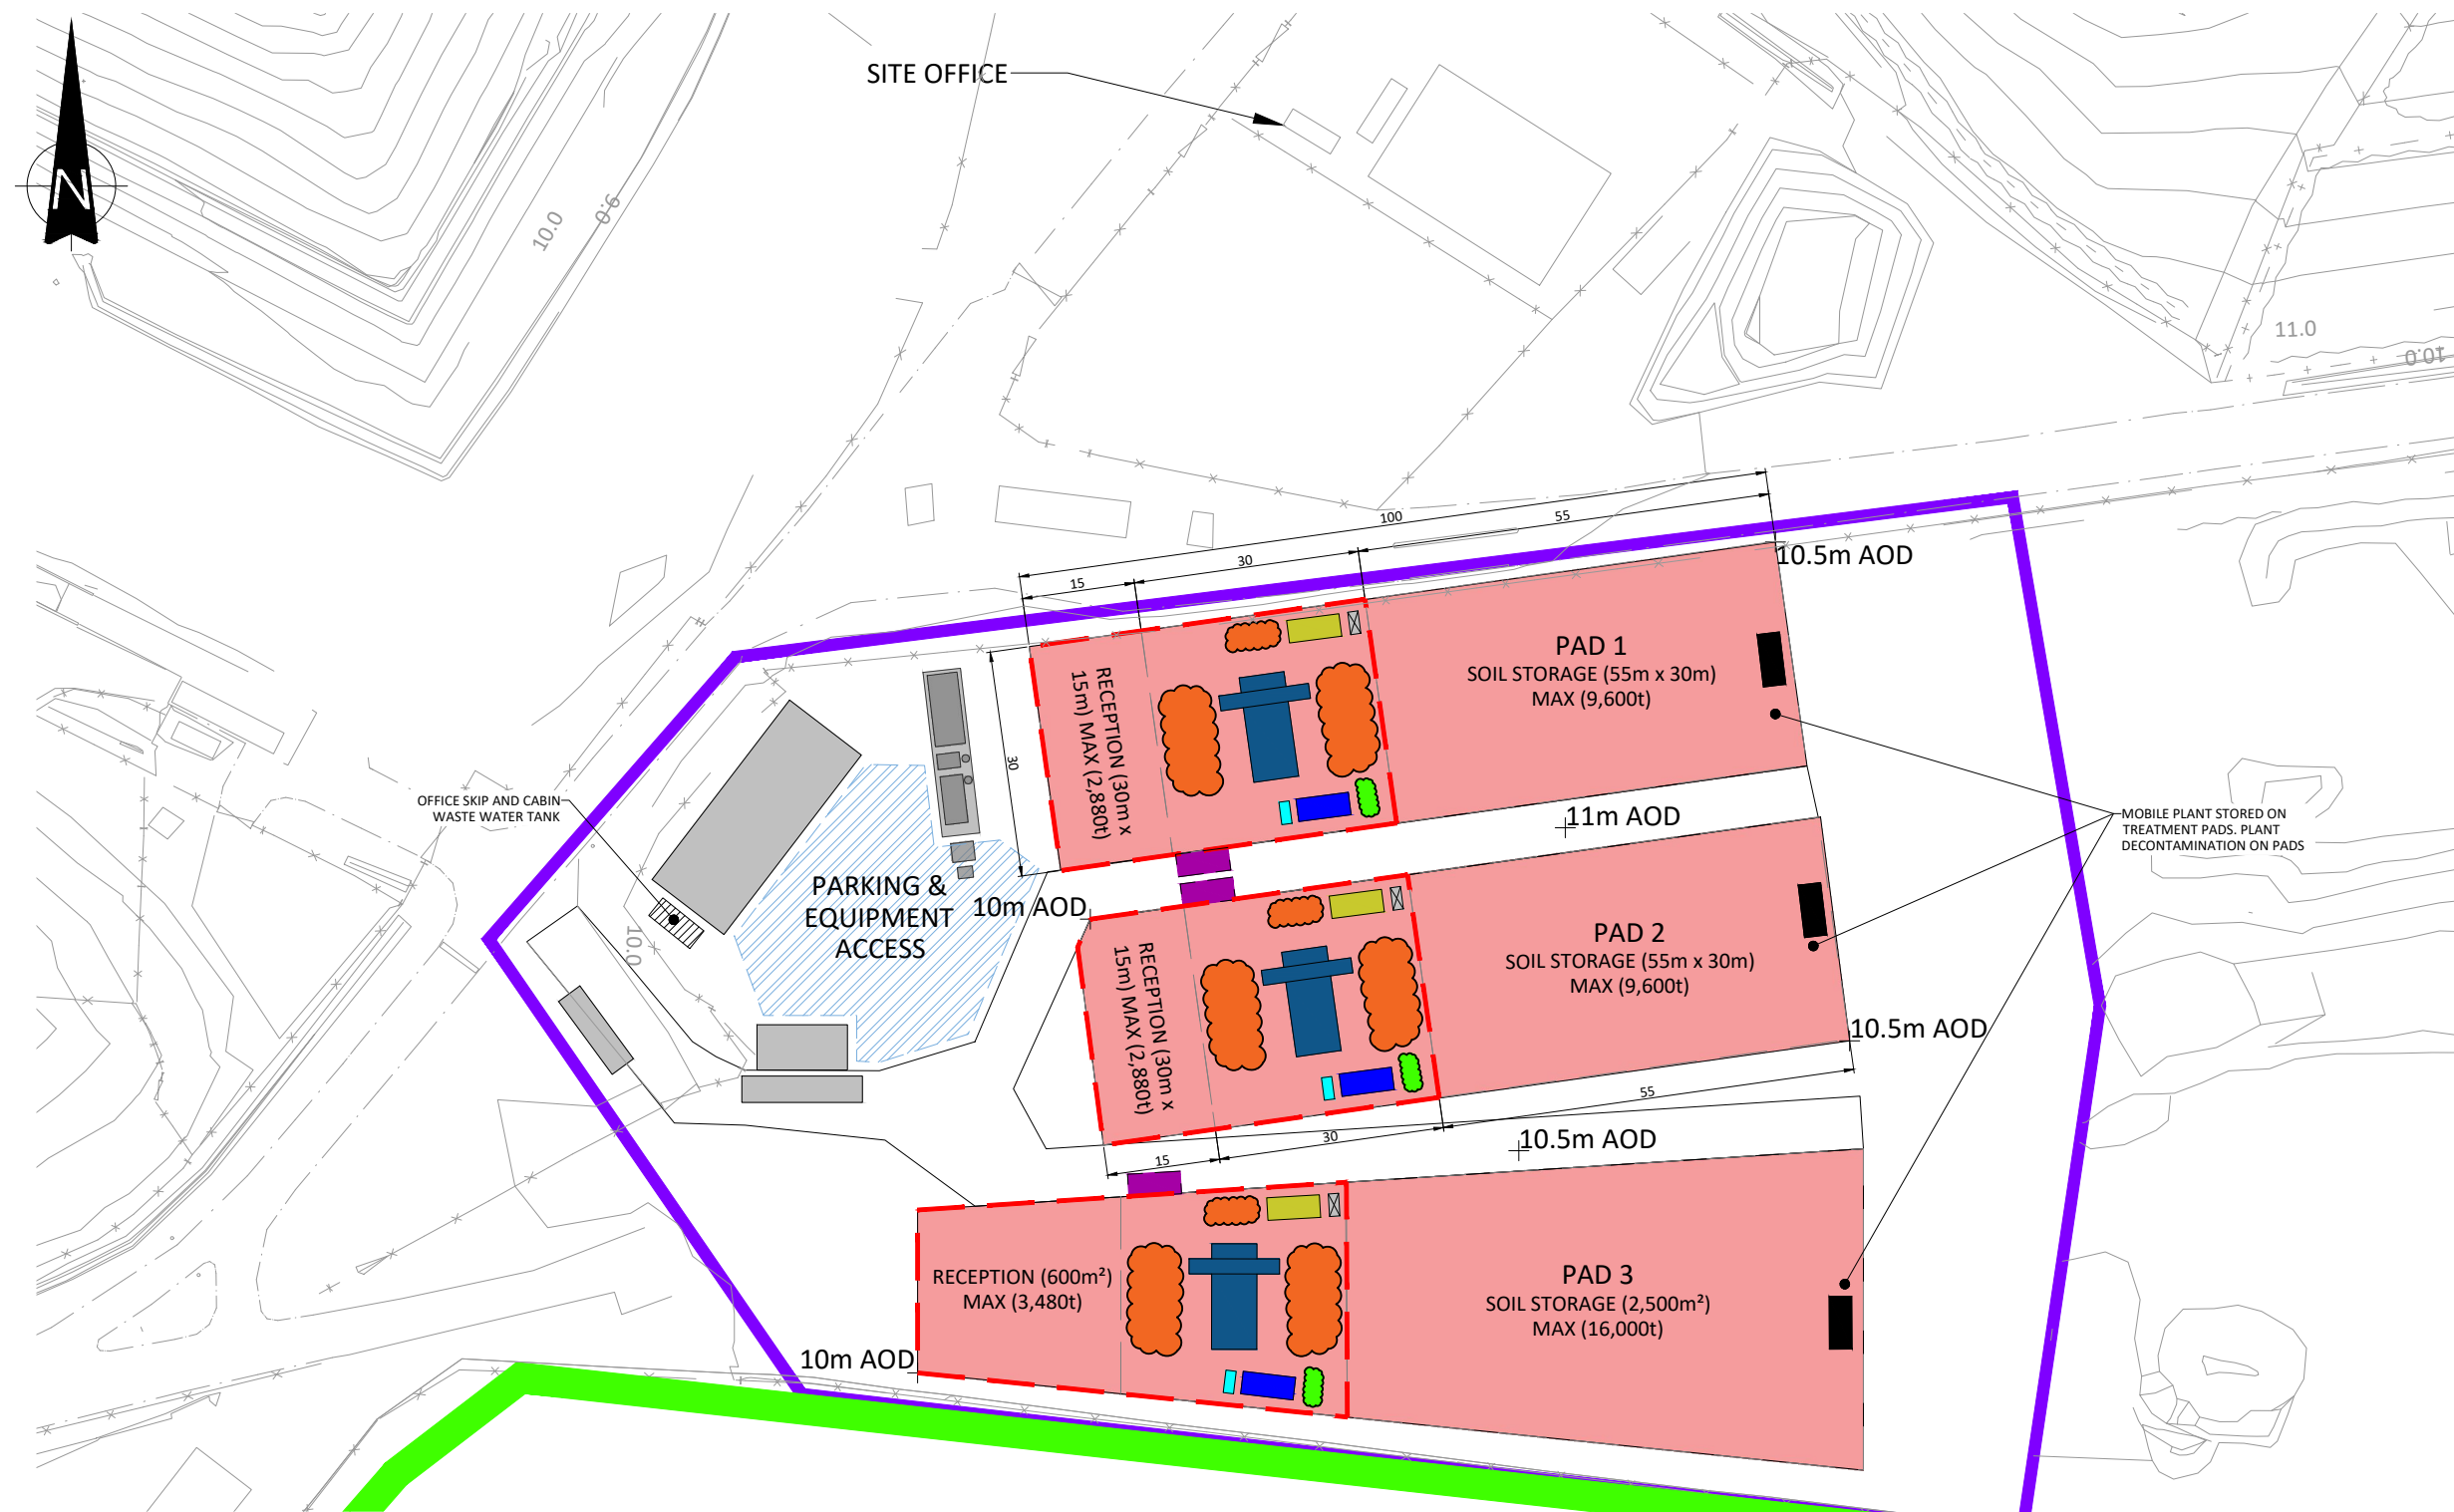 N
SITE OFFICE
10.0
9.0
11.0
10.0
100
55
30
15
10.5m AOD
PAD 1
SOIL STORAGE (55m x 30m)
MAX (9,600t)
RECEPTION (30m x
15m) MAX (2,880t)
30
OFFICE SKIP AND CABIN
WASTE WATER TANK
11m AOD
MOBILE PLANT STORED ON
TREATMENT PADS. PLANT
DECONTAMINATION ON PADS
PARKING &
EQUIPMENT
ACCESS
10m AOD
10.0
PAD 2
SOIL STORAGE (55m x 30m)
MAX (9,600t)
RECEPTION (30m x
15m) MAX (2,880t)
10.5m AOD
55
30
15
10.5m AOD
RECEPTION (600m²)
MAX (3,480t)
PAD 3
SOIL STORAGE (2,500m²)
MAX (16,000t)
10m AOD